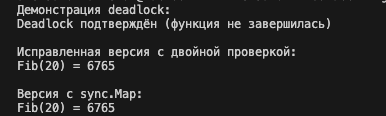 Демонстрация deadlock:
Deadlock подтверждён (функция не завершилась)
Исправленная версия с двойной проверкой:
Fib(20) = 6765
Версия с sync.Map:
Fib(20) = 6765